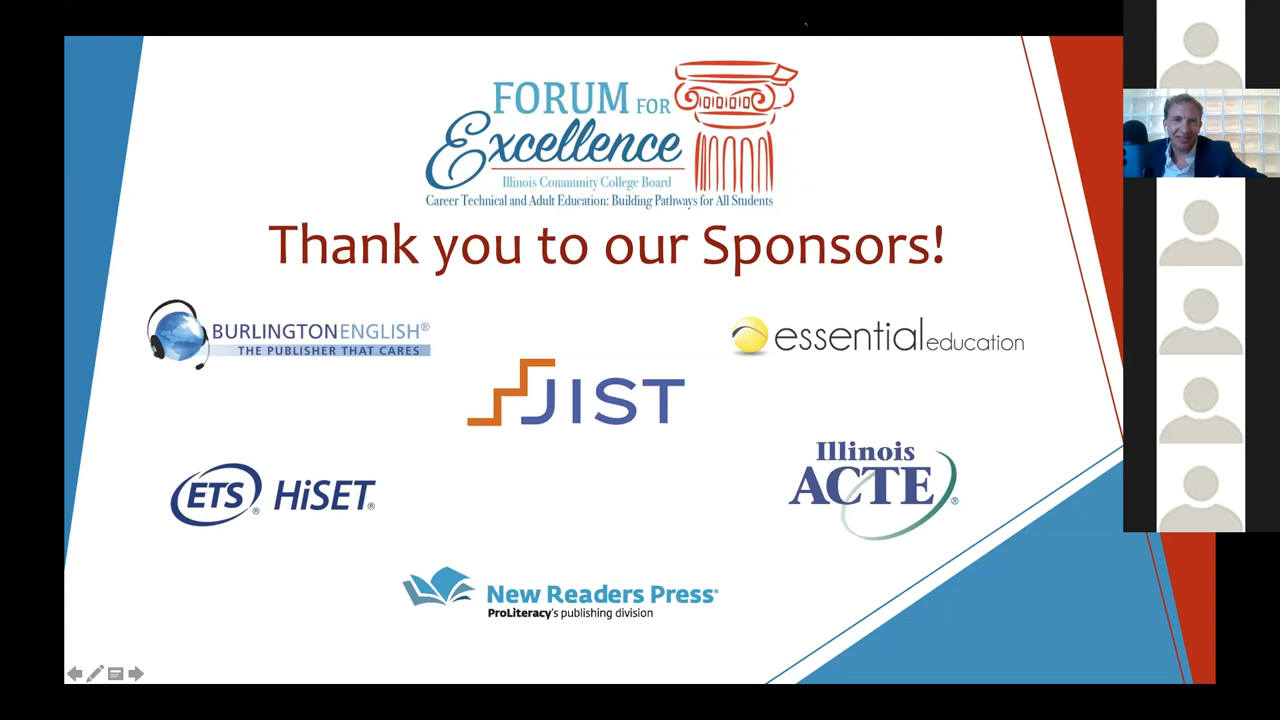 FORUM FOR
Excellence
Illinois Community College Board
Career Technical and Adult Education: Building Pathways for All Students
Thank you to our Sponsors!
BURLINGTONENGLISH®
THE PUBLISHER THAT CARES
essentialeducation
JIST
ETS® HiSET®
Illinois
ACTE®
New Readers Press®
ProLiteracy's publishing division